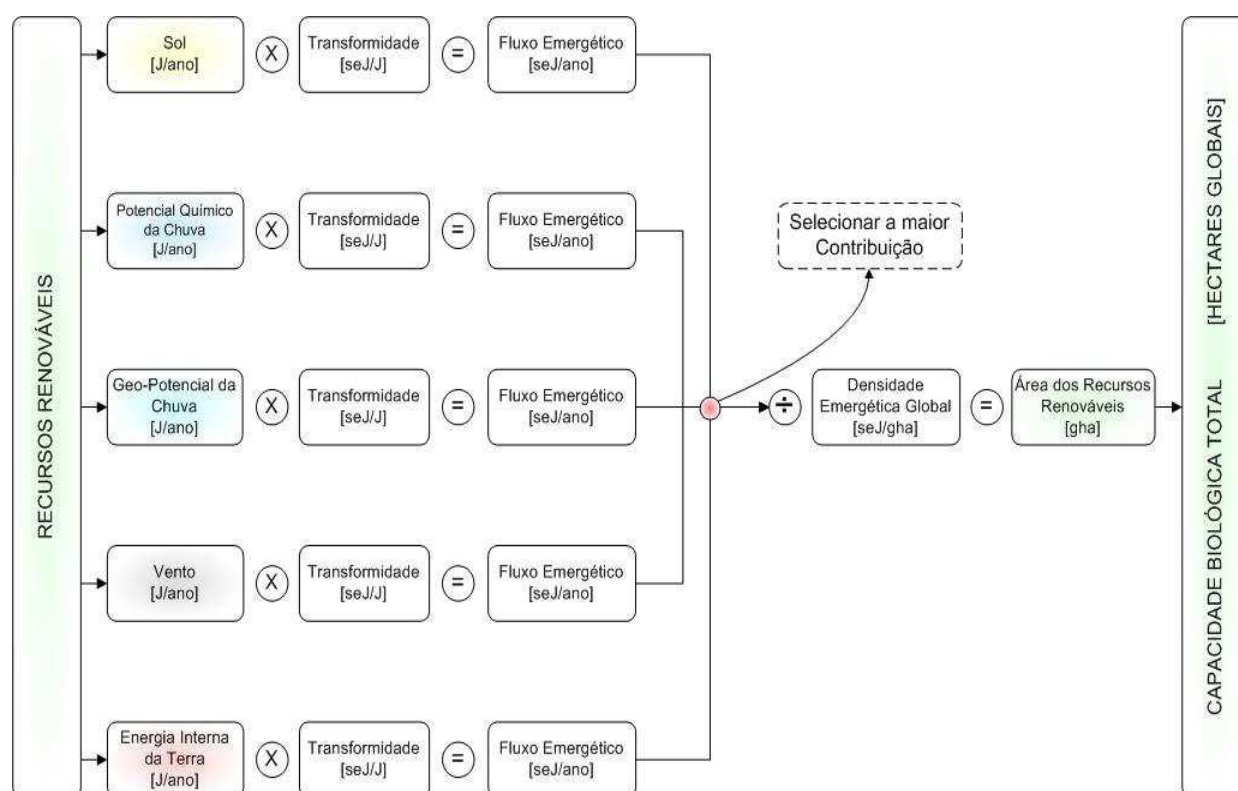 RECURSOS RENOVÁVEIS
Sol
[J/ano]
X
Transformidade
[seJ/J]
=
Fluxo Emergético
[seJ/ano]
Potencial Químico
da Chuva
[J/ano]
X
Transformidade
[seJ/J]
=
Fluxo Emergético
[seJ/ano]
Selecionar a maior
Contribuição
Geo-Potencial da
Chuva
[J/ano]
X
Transformidade
[seJ/J]
=
Fluxo Emergético
[seJ/ano]
÷
Densidade
Emergética Global
[seJ/gha]
=
Área dos Recursos
Renováveis
[gha]
Vento
[J/ano]
X
Transformidade
[seJ/J]
=
Fluxo Emergético
[seJ/ano]
Energia Interna
da Terra
[J/ano]
X
Transformidade
[seJ/J]
=
Fluxo Emergético
[seJ/ano]
CAPACIDADE BIOLÓGICA TOTAL [HECTARES GLOBAIS]